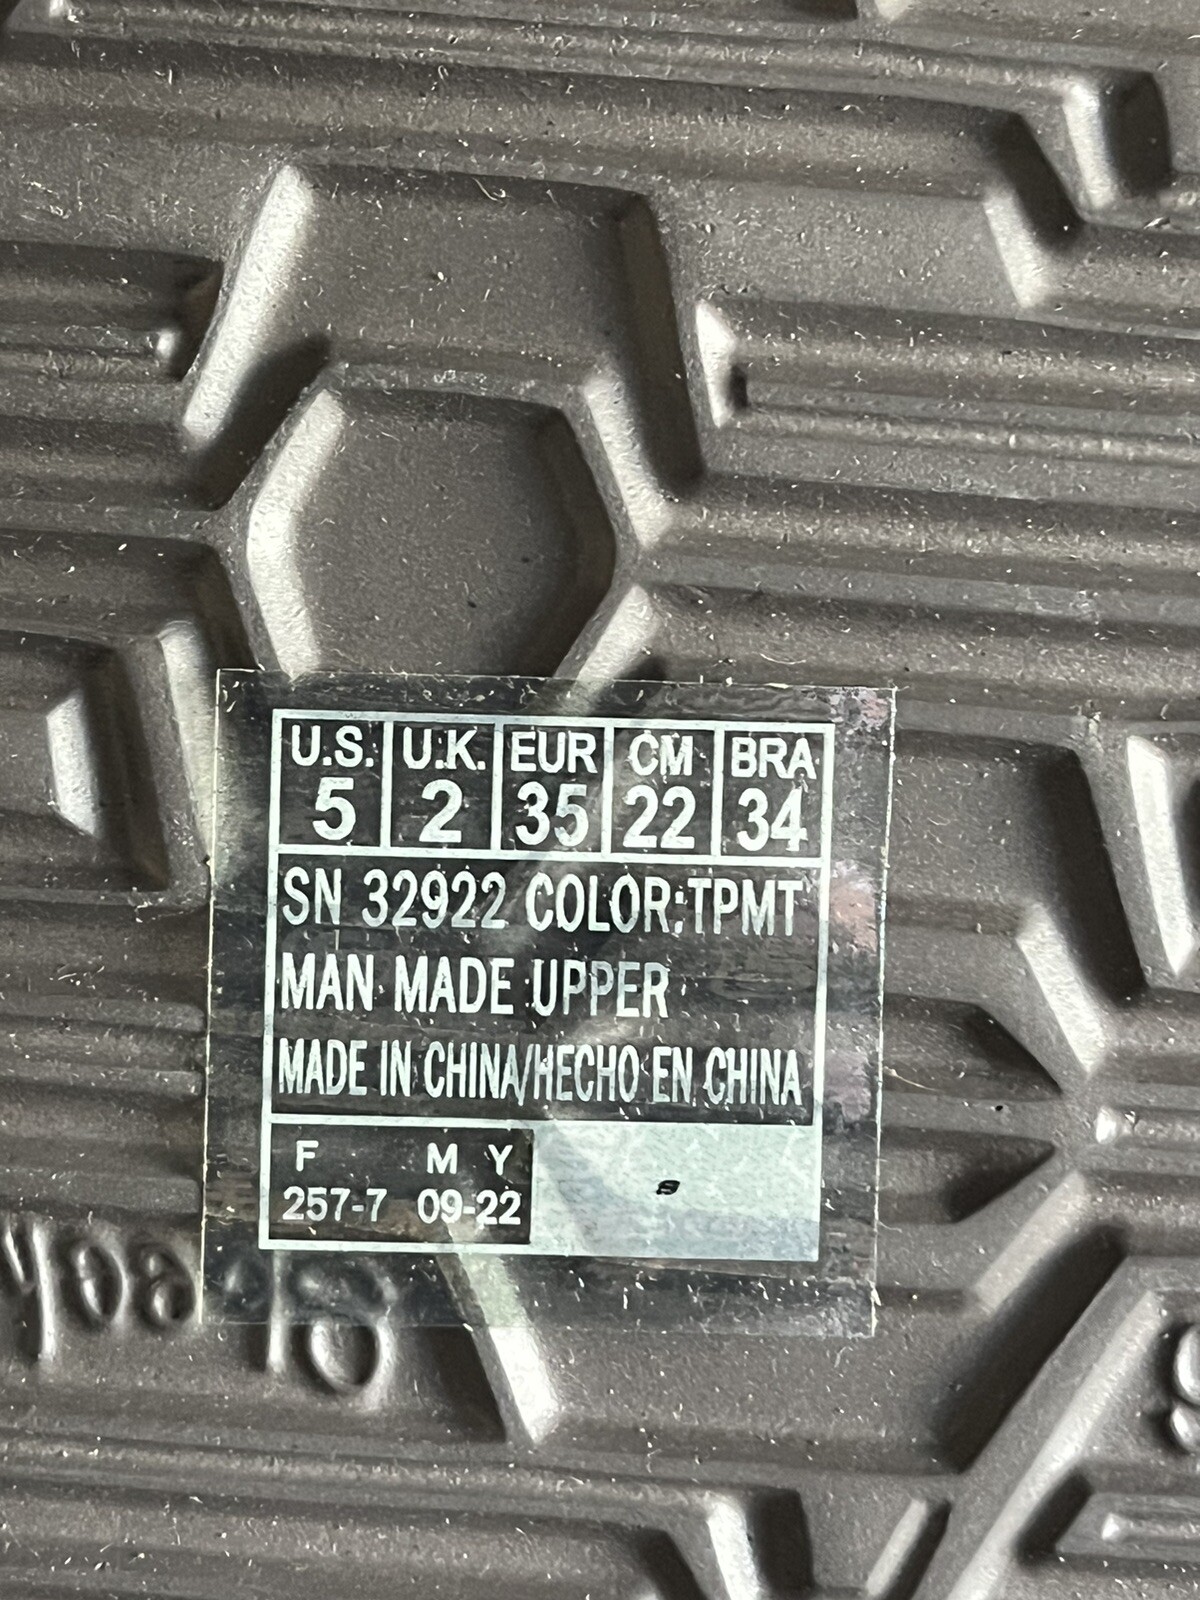 U.S. U.K. EUR CM BRA
5 2 35 22 34
SN 32922 COLOR:TPMT
MAN MADE UPPER
MADE IN CHINA/HECHO EN CHINA
F M Y
257-7 09-22